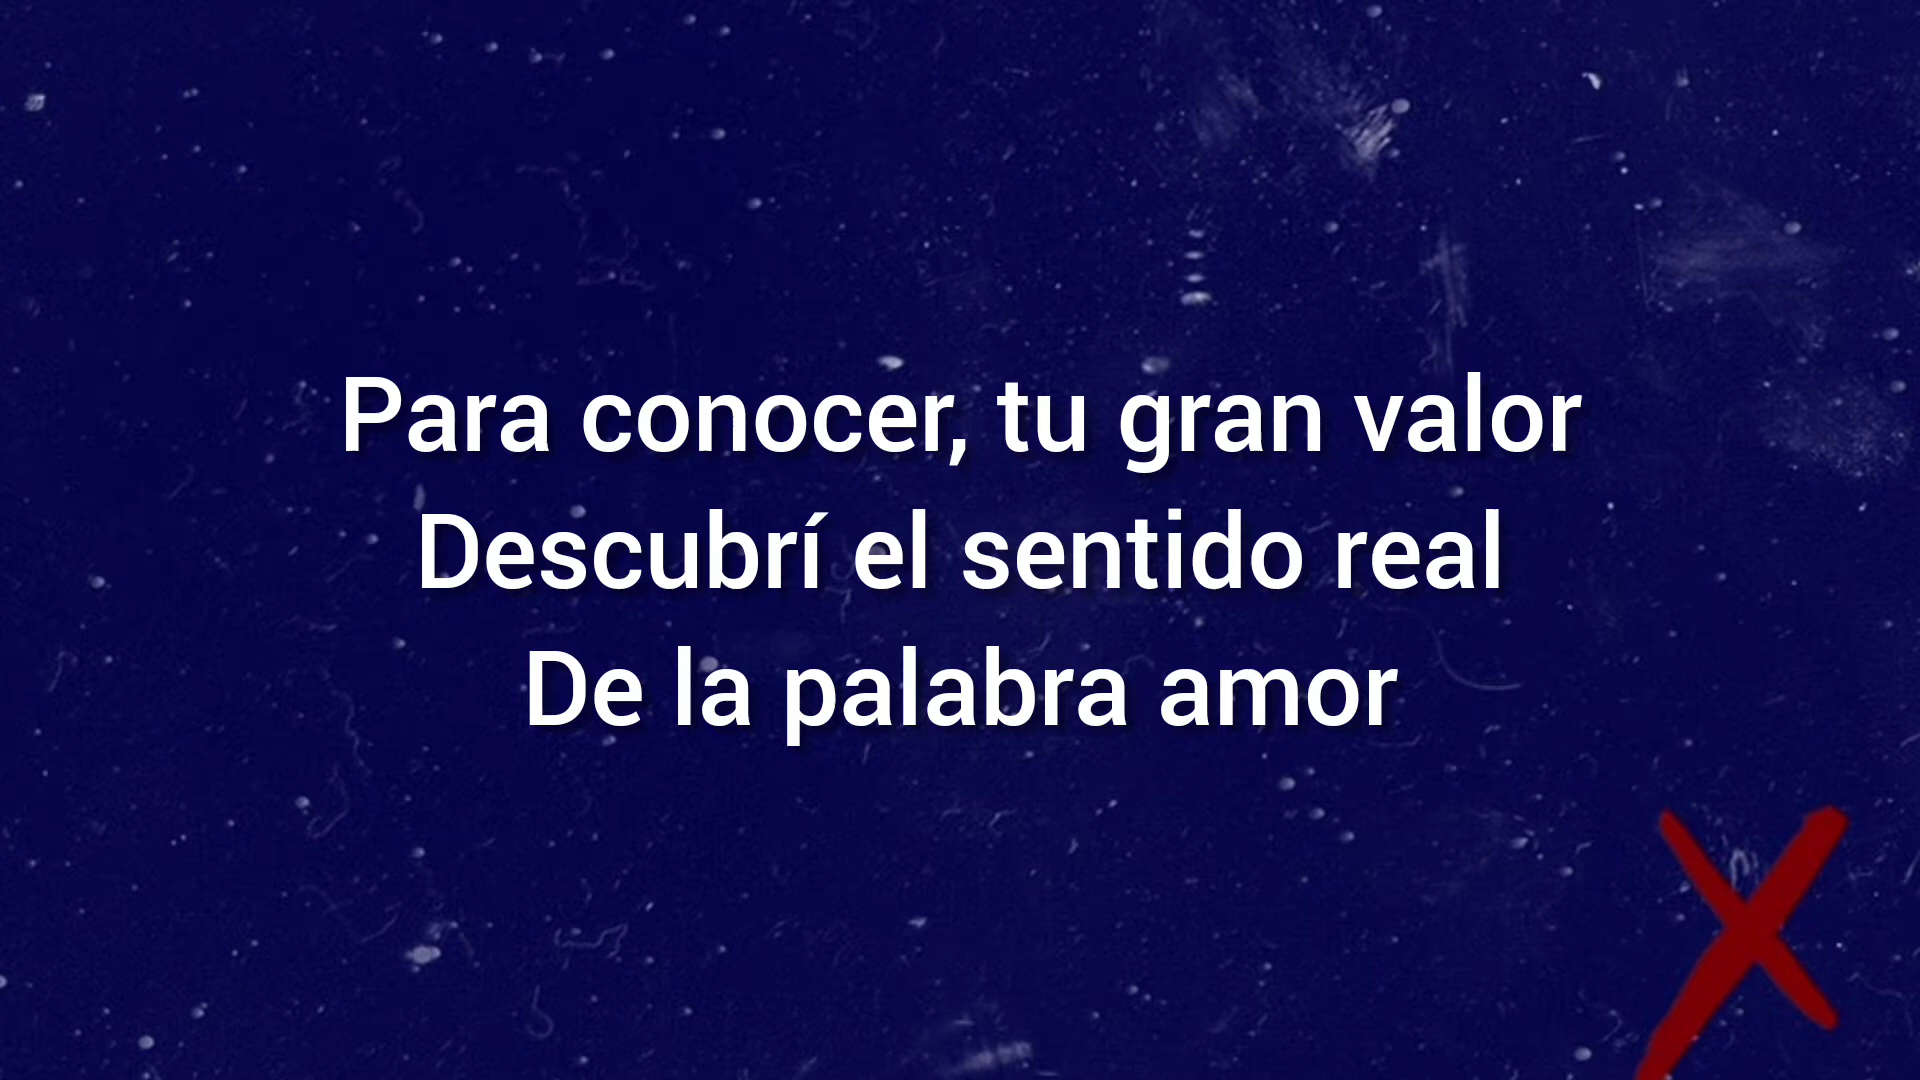 Para conocer, tu gran valor
Descubrí el sentido real
De la palabra amor